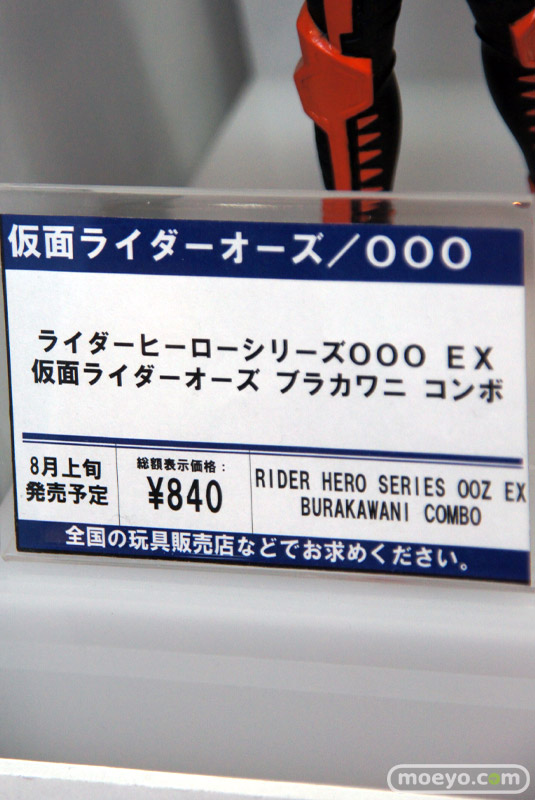 仮面ライダーオーズ／OOO
ライダーヒーローシリーズOOO EX
仮面ライダーオーズ ブラカワニ コンボ
8月上旬
発売予定
総額表示価格：
¥840
RIDER HERO SERIES OOZ EX
BURAKAWANI COMBO
全国の玩具販売店などでお求めください。
moeyo.com